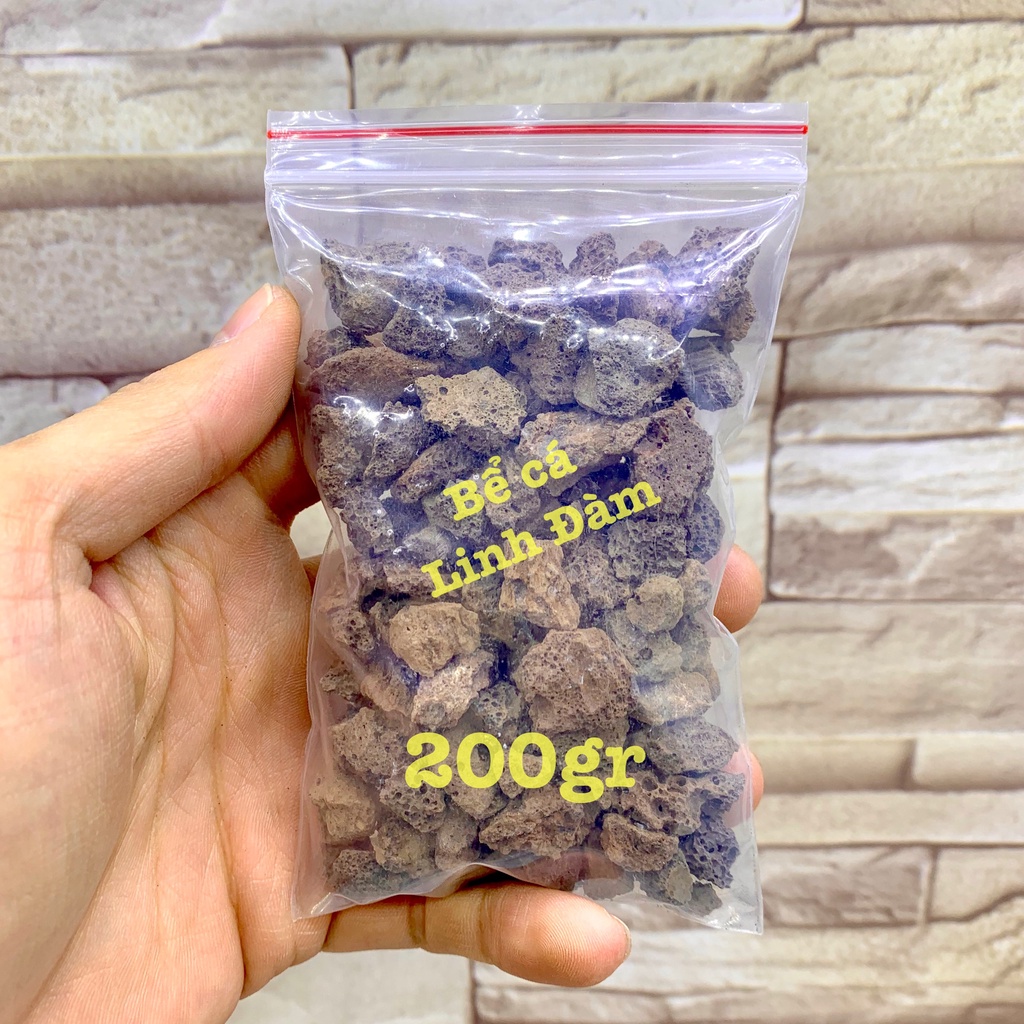 Bể cá
Linh Đàm
200gr